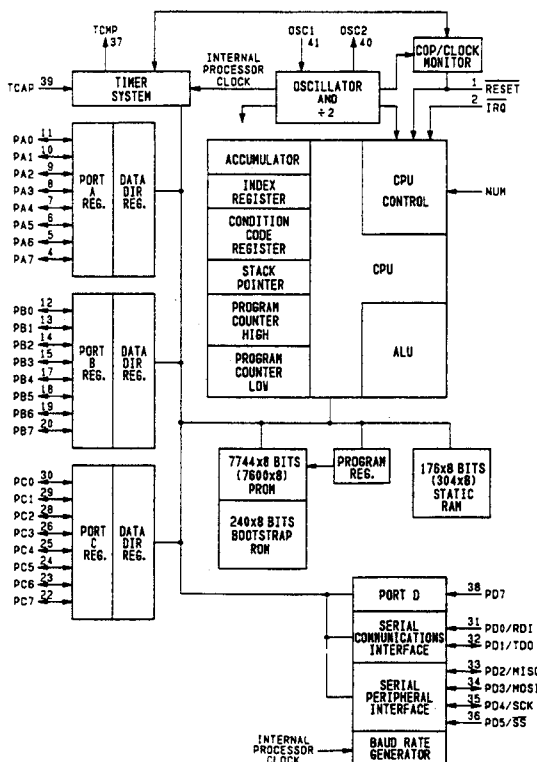 TCMP
37
OSC1
41
OSC2
40
COP/CLOCK
MONITOR
INTERNAL
PROCESSOR
CLOCK
TCAP 39
TIMER
SYSTEM
OSCILLATOR
AND
÷2
1 RESET
2 IRQ
PA0 11
PA1 10
PA2 9
PA3 8
PA4 7
PA5 6
PA6 5
PA7 4
PORT
A
REG.
DATA
DIR
REG.
ACCUMULATOR
INDEX
REGISTER
CONDITION
CODE
REGISTER
STACK
POINTER
PROGRAM
COUNTER
HIGH
PROGRAM
COUNTER
LOW
CPU
CONTROL
NUM
CPU
ALU
PB0 12
PB1 13
PB2 14
PB3 15
PB4 17
PB5 18
PB6 19
PB7 20
PORT
B
REG.
DATA
DIR
REG.
7744x8 BITS
(7600x8)
PROM
240x8 BITS
BOOTSTRAP
ROM
PROGRAM
REG.
176x8 BITS
(304x8)
STATIC
RAM
PC0 30
PC1 29
PC2 28
PC3 26
PC4 25
PC5 24
PC6 23
PC7 22
PORT
C
REG.
DATA
DIR
REG.
PORT D
38 PD7
SERIAL
COMMUNICATIONS
INTERFACE
31 PD0/RDI
32 PD1/TDO
SERIAL
PERIPHERAL
INTERFACE
33 PD2/MISO
34 PD3/MOSI
35 PD4/SCK
36 PD5/SS
INTERNAL
PROCESSOR
CLOCK
BAUD RATE
GENERATOR